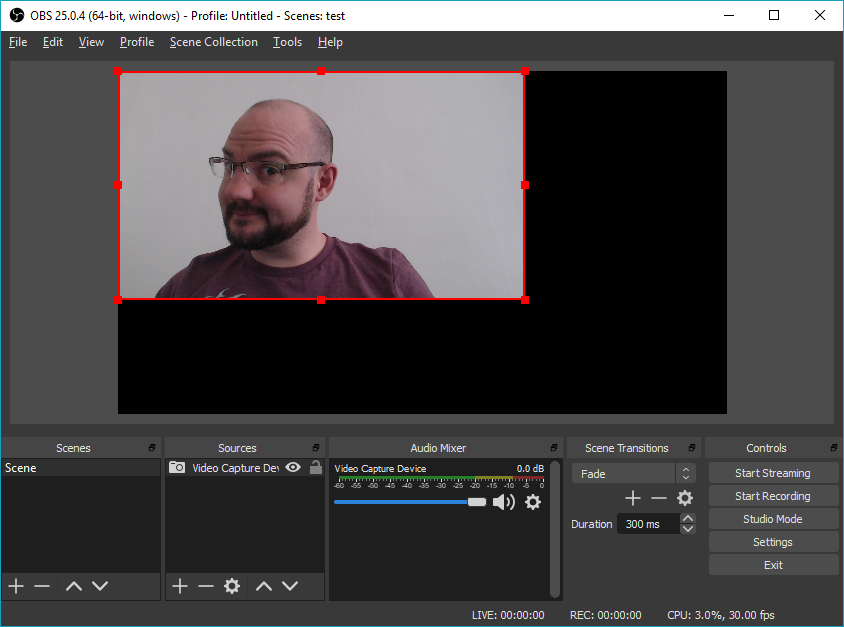 OBS 25.0.4 (64-bit, windows) - Profile: Untitled - Scenes: test
File Edit View Profile Scene Collection Tools Help
Scenes
Scene
Sources
Video Capture Dev
Audio Mixer
Video Capture Device 0.0 dB
-60 -55 -50 -45 -40 -35 -30 -25 -20 -15 -10 -5 0
Scene Transitions
Fade
Duration 300 ms
Controls
Start Streaming
Start Recording
Studio Mode
Settings
Exit
LIVE: 00:00:00 REC: 00:00:00 CPU: 3.0%, 30.00 fps